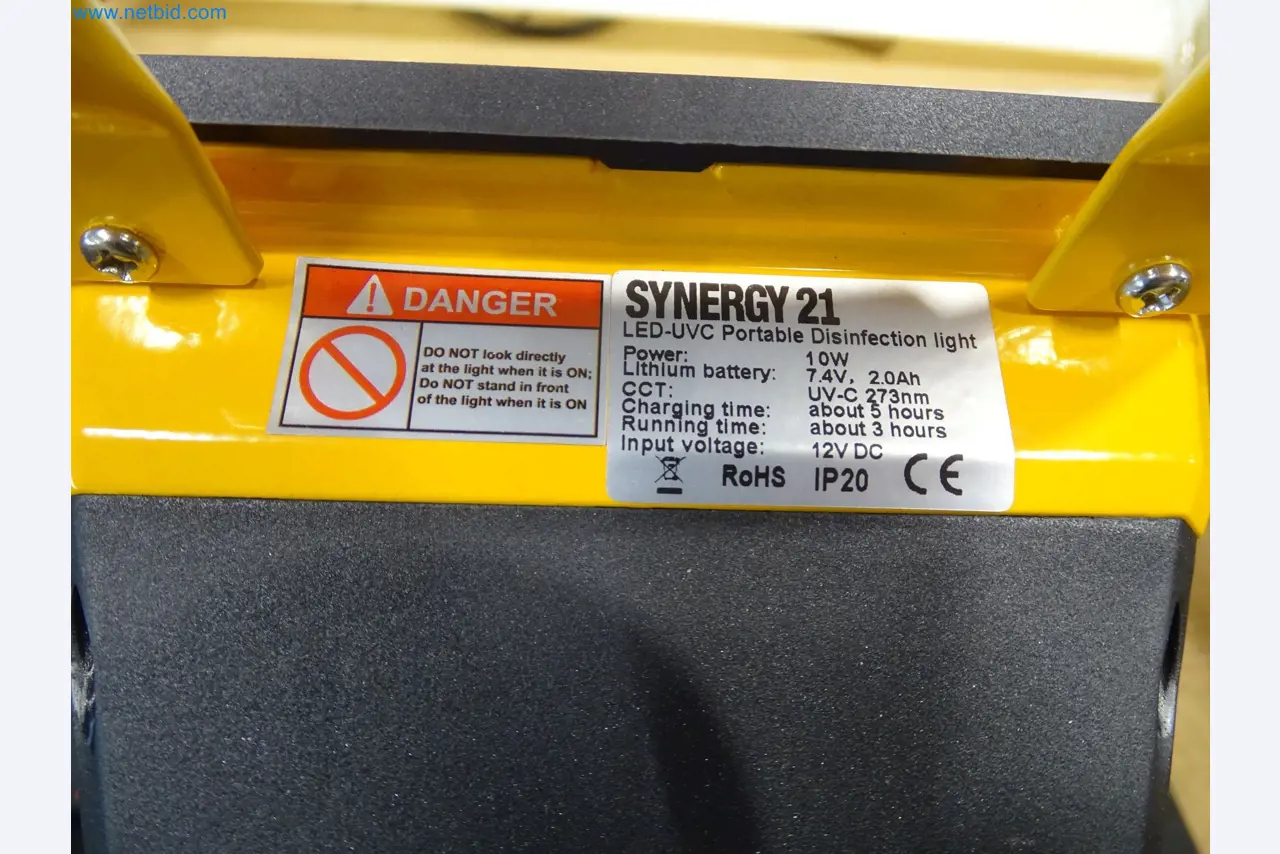 www.netbid.com
DANGER
DO NOT look directly
at the light when it is ON;
Do NOT stand in front
of the light when it is ON
SYNERGY 21
LED-UVC Portable Disinfection light
Power: 10W
Lithium battery: 7.4V, 2.0Ah
CCT: UV-C 273nm
Charging time: about 5 hours
Running time: about 3 hours
Input voltage: 12V DC
RoHS IP20 CE